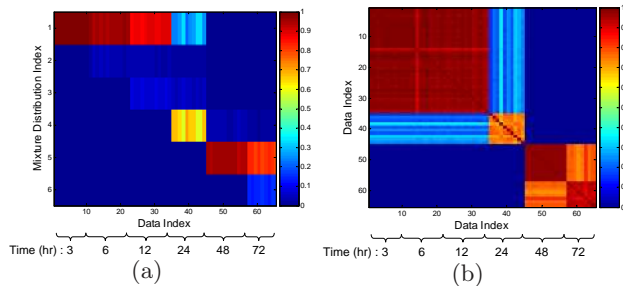 Mixture Distribution Index
1
2
3
4
5
6
10 20 30 40 50 60
Data Index
1
0.9
0.8
0.7
0.6
0.5
0.4
0.3
0.2
0.1
0
Time (hr) : 3 6 12 24 48 72
(a)
Data Index
10
20
30
40
50
60
10 20 30 40 50 60
Data Index
Time (hr) : 3 6 12 24 48 72
(b)